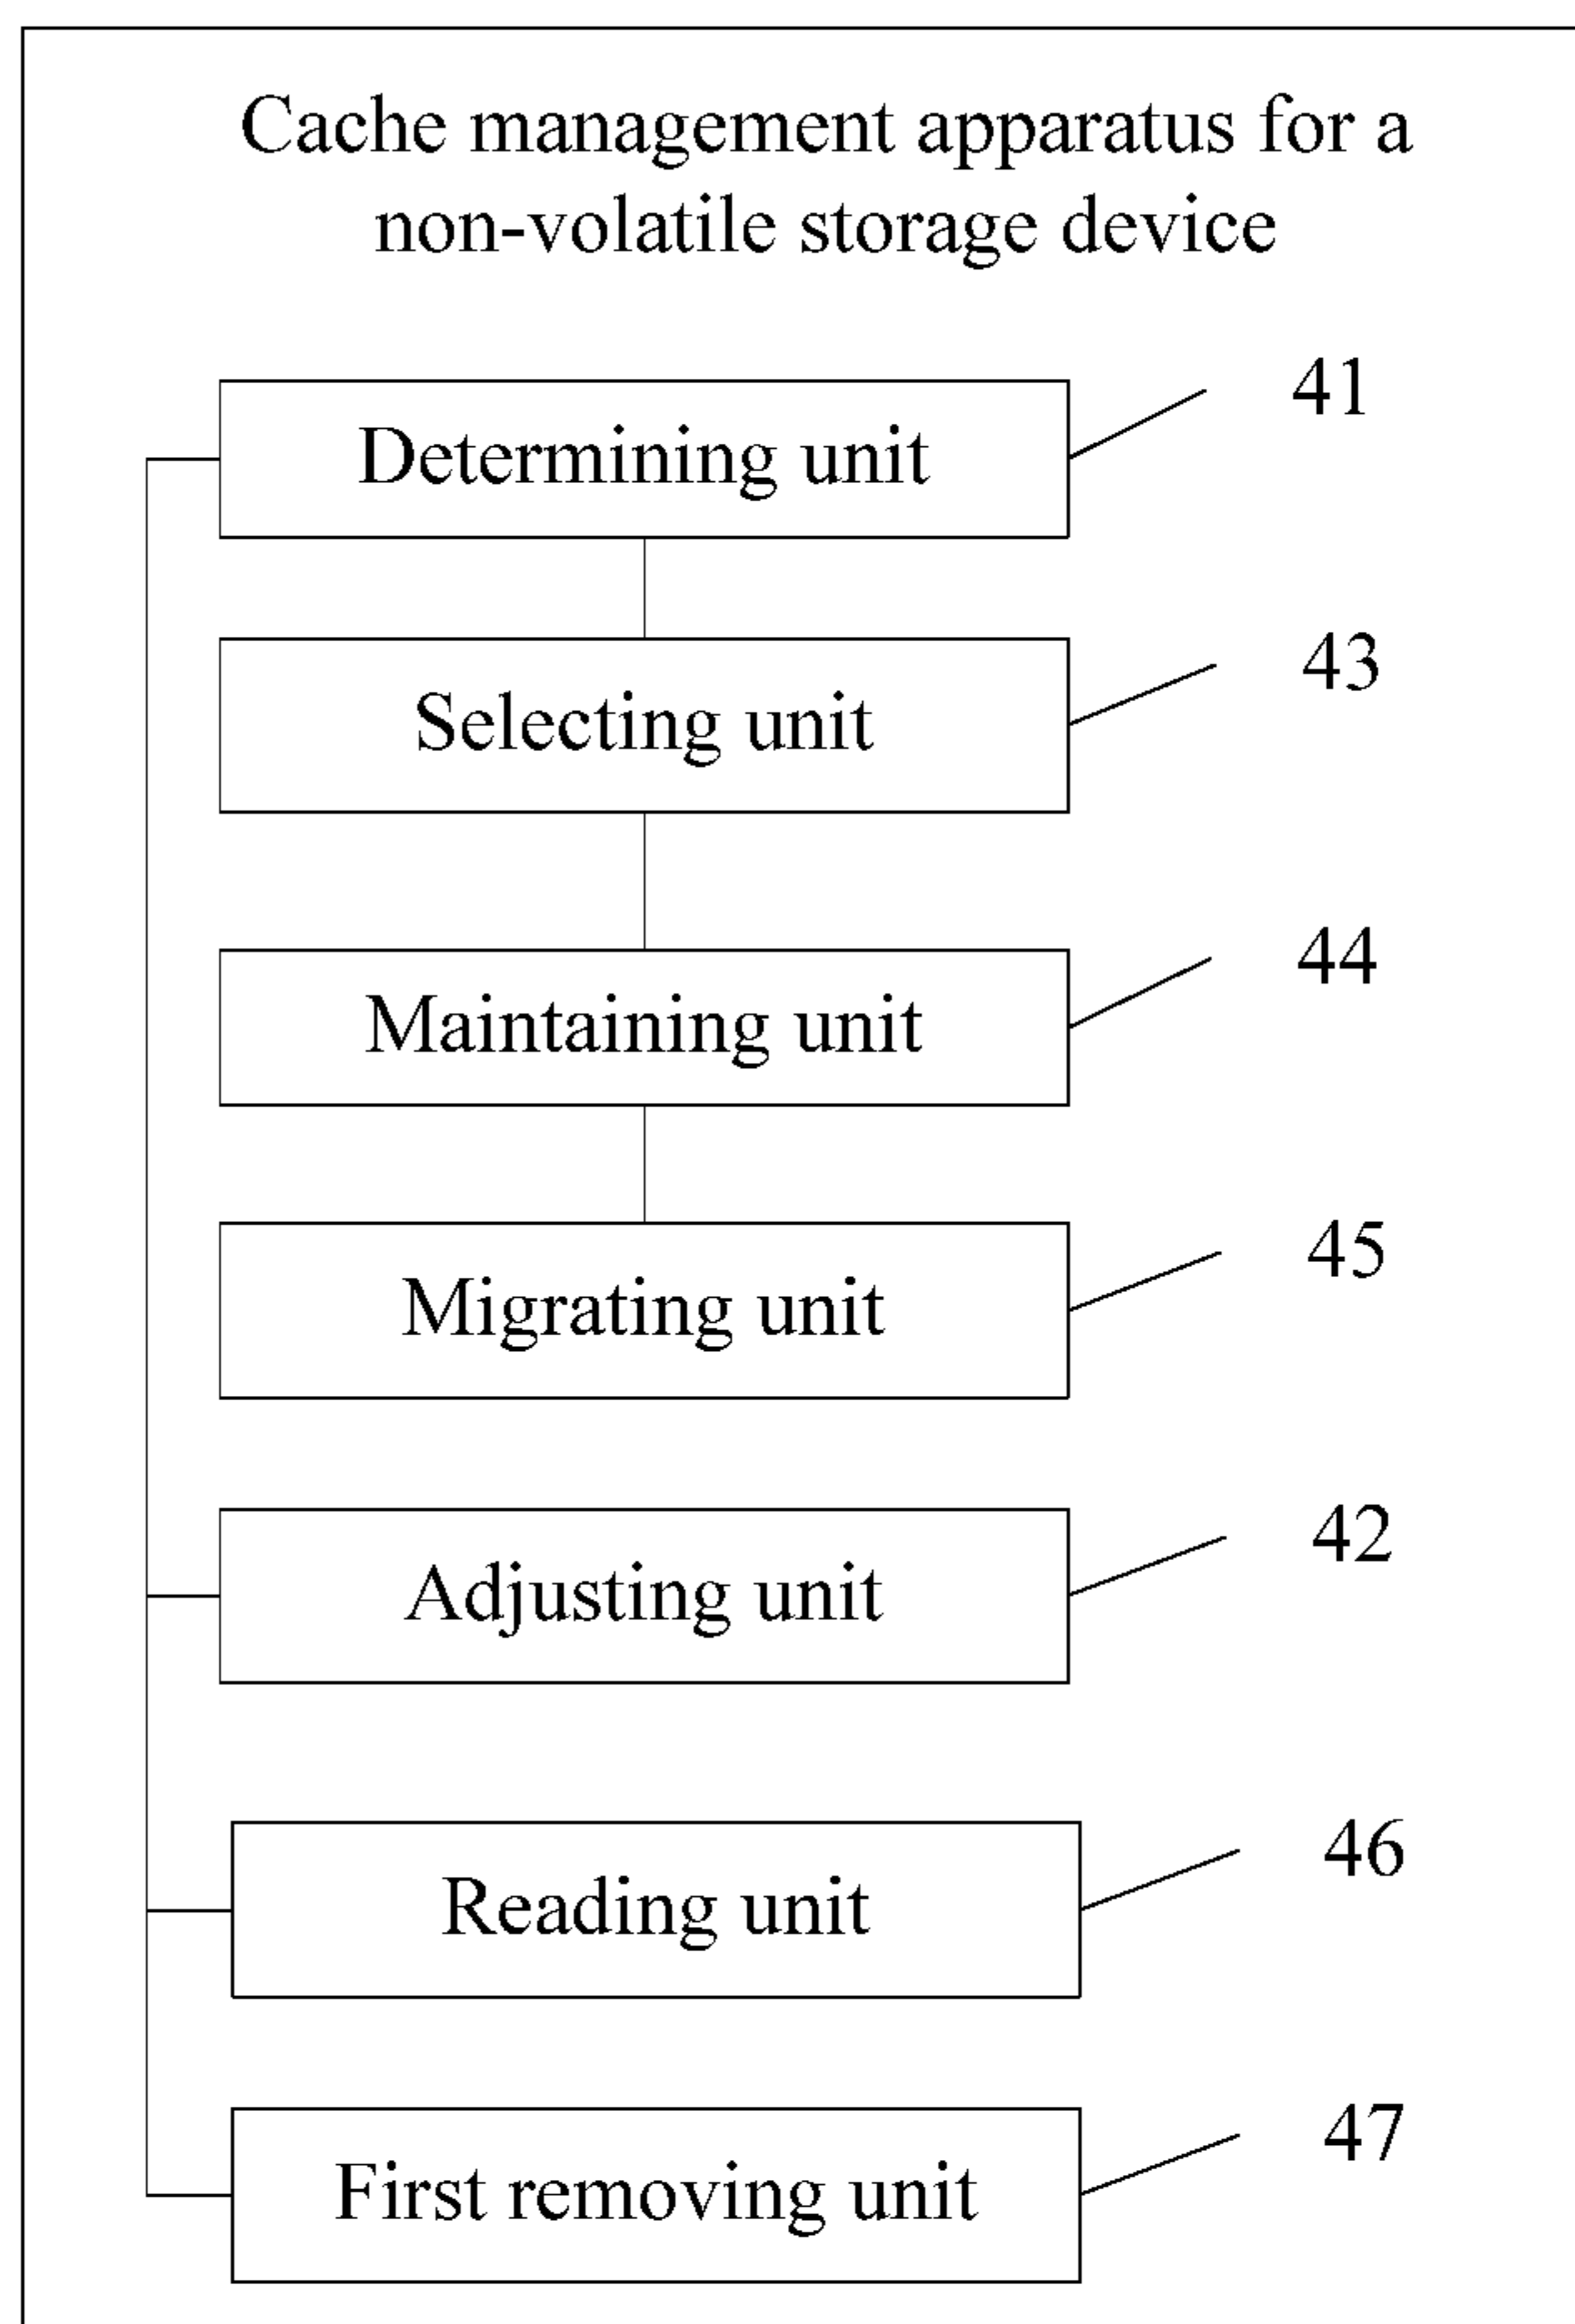 Cache management apparatus for a
non-volatile storage device
Determining unit
41
Selecting unit
43
Maintaining unit
44
Migrating unit
45
Adjusting unit
42
Reading unit
46
First removing unit
47